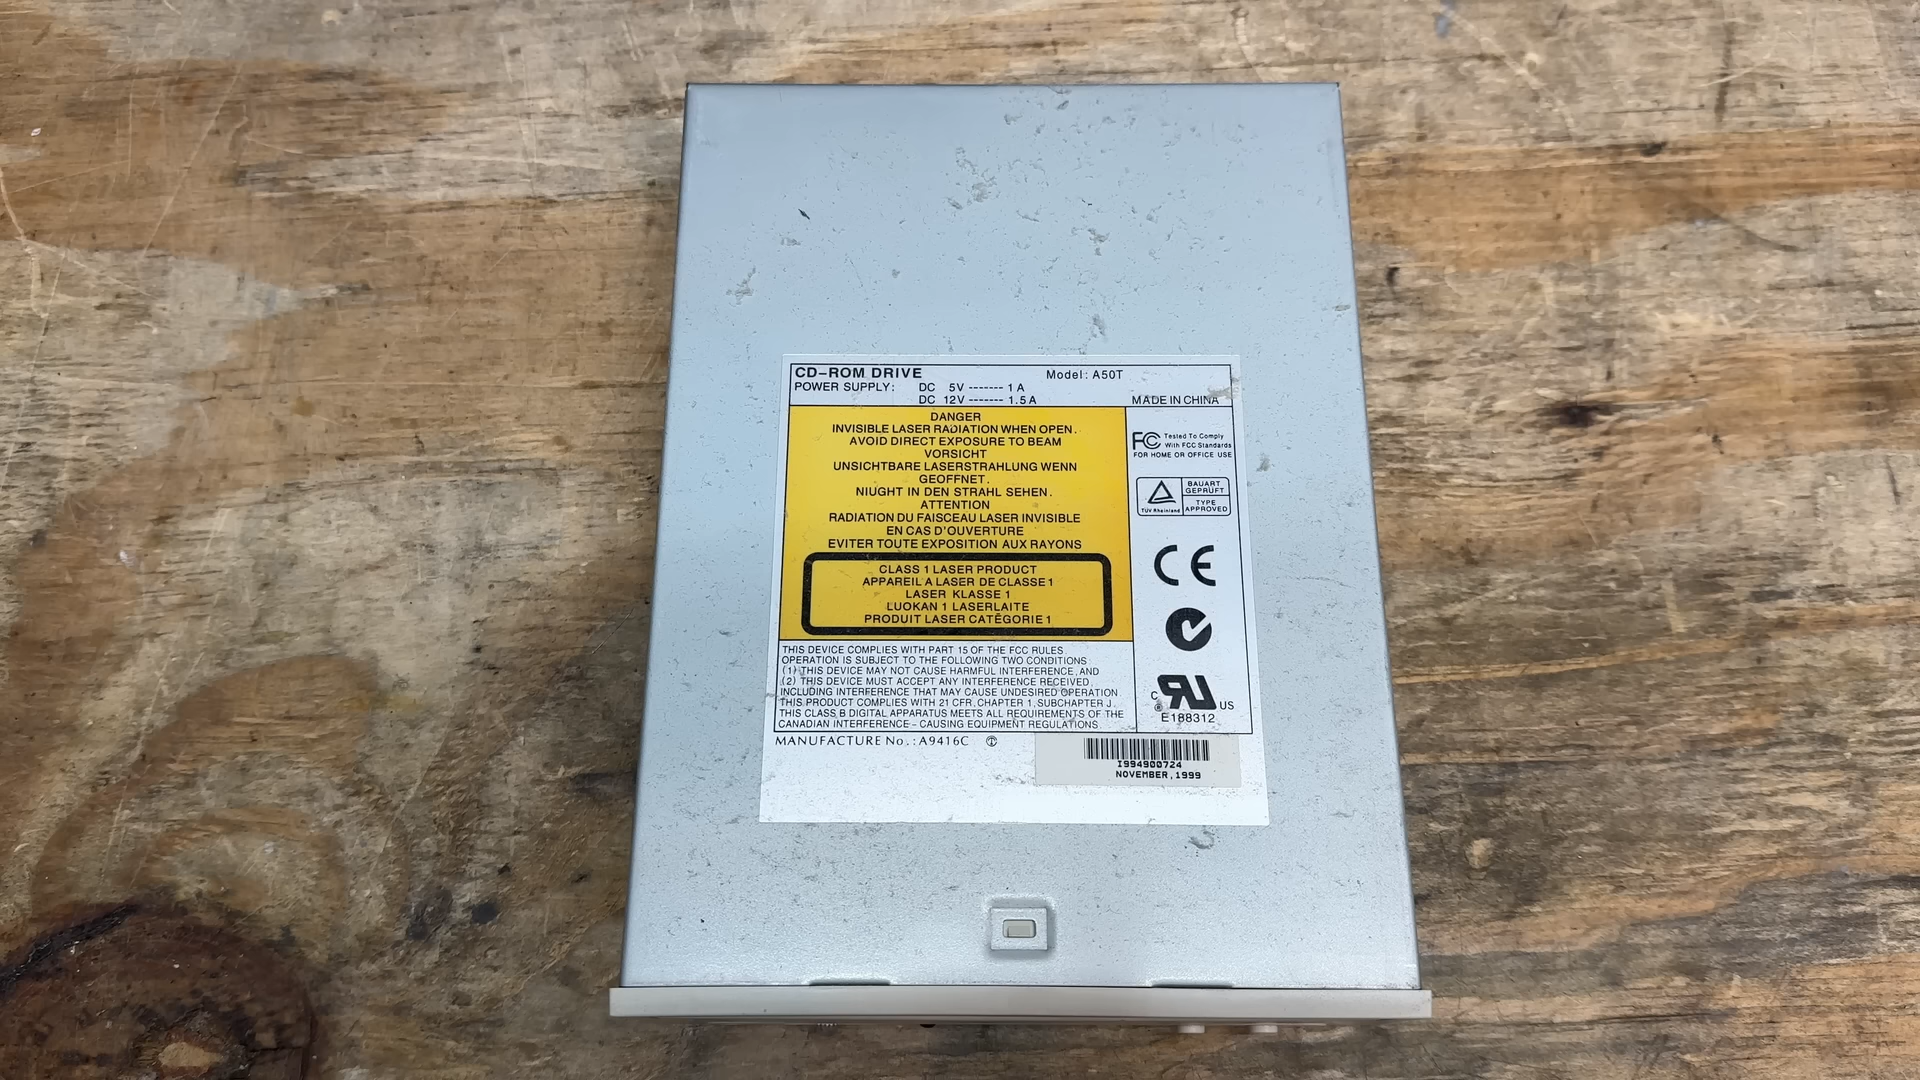 CD-ROM DRIVE Model: A50T
POWER SUPPLY: DC 5V ------- 1 A
DC 12V ------- 1.5 A MADE IN CHINA
DANGER
INVISIBLE LASER RADIATION WHEN OPEN.
AVOID DIRECT EXPOSURE TO BEAM
VORSICHT
UNSICHTBARE LASERSTRAHLUNG WENN
GEOFFNET.
NIUGHT IN DEN STRAHL SEHEN.
ATTENTION
RADIATION DU FAISCEAU LASER INVISIBLE
EN CAS D'OUVERTURE
EVITER TOUTE EXPOSITION AUX RAYONS
CLASS 1 LASER PRODUCT
APPAREIL A LASER DE CLASSE 1
LASER KLASSE 1
LUOKAN 1 LASERLAITE
PRODUIT LASER CATÉGORIE 1
FC Tested To Comply
With FCC Standards
FOR HOME OR OFFICE USE
TÜV Rheinland
BAUART
GEPRÜFT
TYPE
APPROVED
CE
C RU US
®
E188312
THIS DEVICE COMPLIES WITH PART 15 OF THE FCC RULES
OPERATION IS SUBJECT TO THE FOLLOWING TWO CONDITIONS
(1) THIS DEVICE MAY NOT CAUSE HARMFUL INTERFERENCE, AND
(2) THIS DEVICE MUST ACCEPT ANY INTERFERENCE RECEIVED,
INCLUDING INTERFERENCE THAT MAY CAUSE UNDESIRED OPERATION.
THIS PRODUCT COMPLIES WITH 21 CFR, CHAPTER 1, SUBCHAPTER J.
THIS CLASS B DIGITAL APPARATUS MEETS ALL REQUIREMENTS OF THE
CANADIAN INTERFERENCE - CAUSING EQUIPMENT REGULATIONS.
MANUFACTURE No.: A9416C
I994900724
NOVEMBER,1999